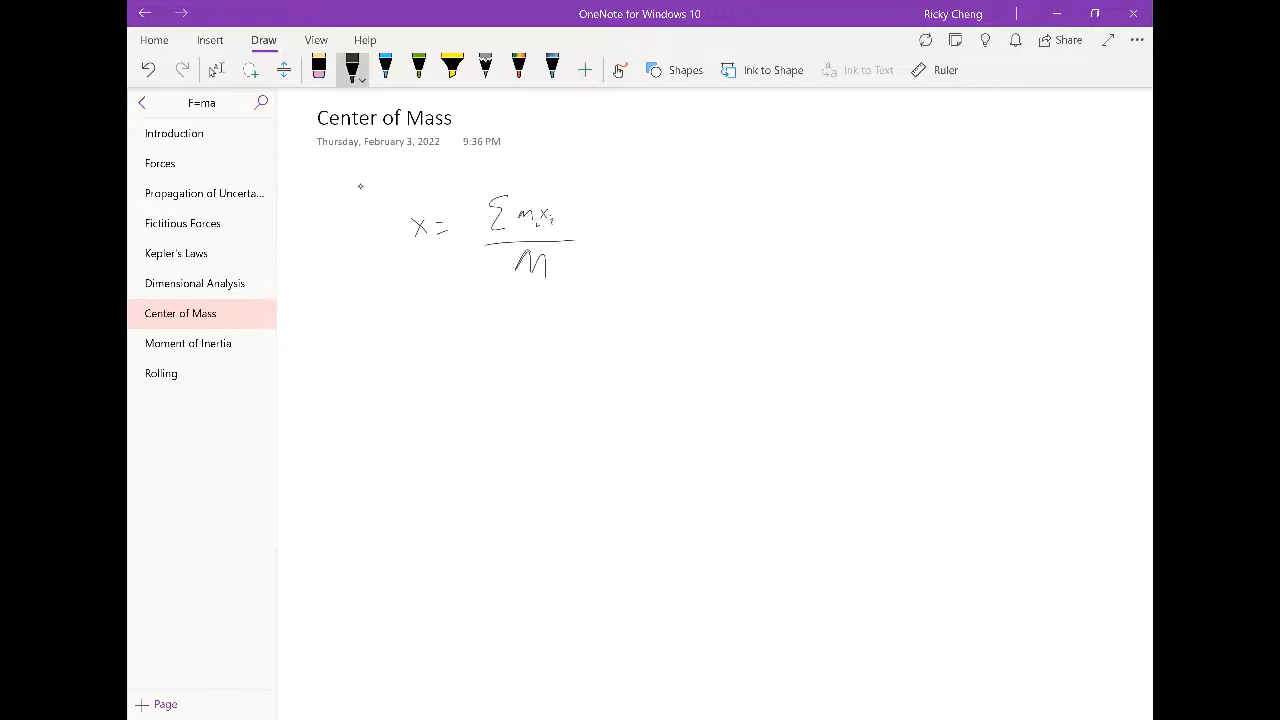 OneNote for Windows 10
Ricky Cheng
Home Insert Draw View Help
Share
Shapes Ink to Shape Ink to Text Ruler
F=ma
Introduction
Forces
Propagation of Uncerta...
Fictitious Forces
Kepler's Laws
Dimensional Analysis
Center of Mass
Moment of Inertia
Rolling
Page
Center of Mass
Thursday, February 3, 2022 9:36 PM
x = Σ mᵢxᵢ
M